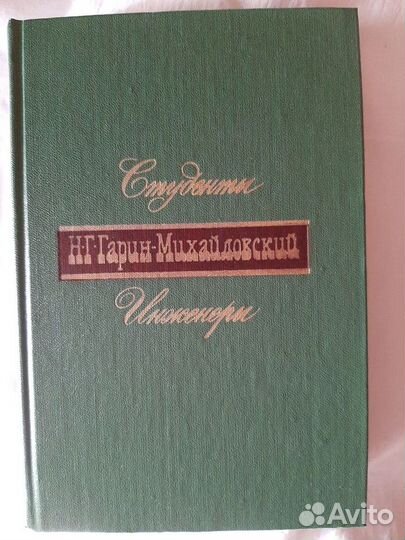 Студенты
Н·Г·Гарин-Михайловский
Инженеры
Avito